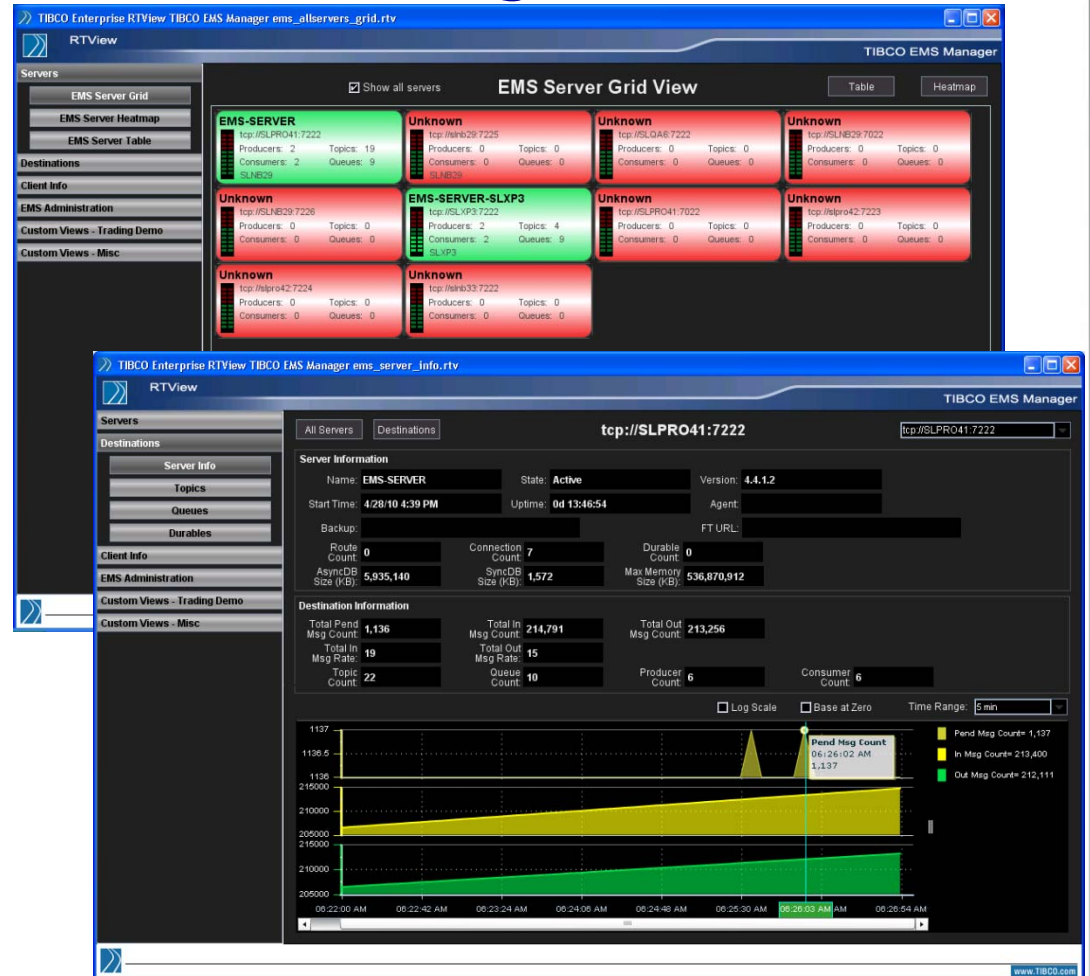 TIBCO Enterprise RTView TIBCO EMS Manager ems_allservers_grid.rtv
RTView
TIBCO EMS Manager
Servers
EMS Server Grid
EMS Server Heatmap
EMS Server Table
Destinations
Client Info
EMS Administration
Custom Views - Trading Demo
Custom Views - Misc
Show all servers
EMS Server Grid View
Table
Heatmap
EMS-SERVER
tcp://SLPRO41:7222
Producers: 2 Topics: 19
Consumers: 2 Queues: 9
SLNB29
Unknown
tcp://slnb29:7225
Producers: 0 Topics: 0
Consumers: 0 Queues: 0
SLNB29
Unknown
tcp://SLQA6:7222
Producers: 0 Topics: 0
Consumers: 0 Queues: 0
Unknown
tcp://SLNB29:7022
Producers: 0 Topics: 0
Consumers: 0 Queues: 0
Unknown
tcp://SLNB29:7226
Producers: 0 Topics: 0
Consumers: 0 Queues: 0
EMS-SERVER-SLXP3
tcp://SLXP3:7222
Producers: 2 Topics: 4
Consumers: 2 Queues: 9
SLXP3
Unknown
tcp://SLPRO41:7022
Producers: 0 Topics: 0
Consumers: 0 Queues: 0
Unknown
tcp://slpro42:7223
Producers: 0 Topics: 0
Consumers: 0 Queues: 0
Unknown
tcp://slpro42:7224
Producers: 0 Topics: 0
Consumers: 0 Queues: 0
Unknown
tcp://slnb33:7222
Producers: 0 Topics: 0
Consumers: 0 Queues: 0
TIBCO Enterprise RTView TIBCO EMS Manager ems_server_info.rtv
RTView
TIBCO EMS Manager
Servers
Destinations
Server Info
Topics
Queues
Durables
Client Info
EMS Administration
Custom Views - Trading Demo
Custom Views - Misc
All Servers
Destinations
tcp://SLPRO41:7222
tcp://SLPRO41:7222
Server Information
Name: EMS-SERVER State: Active Version: 4.4.1.2
Start Time: 4/28/10 4:39 PM Uptime: 0d 13:46:54 Agent:
Backup: FT URL:
Route Count: 0 Connection Count: 7 Durable Count: 0
AsyncDB Size (KB): 5,935,140 SyncDB Size (KB): 1,572 Max Memory Size (KB): 536,870,912
Destination Information
Total Pend Msg Count: 1,136 Total In Msg Count: 214,791 Total Out Msg Count: 213,256
Total In Msg Rate: 19 Total Out Msg Rate: 15
Topic Count: 22 Queue Count: 10 Producer Count: 6 Consumer Count: 6
Log Scale Base at Zero Time Range: 5 min
1137
1136.5
1136
215000
210000
205000
215000
210000
205000
Pend Msg Count
06:26:02 AM
1,137
Pend Msg Count= 1,137
In Msg Count= 213,400
Out Msg Count= 212,111
06:22:00 AM 06:22:42 AM 06:23:24 AM 06:24:06 AM 06:24:48 AM 06:25:30 AM 06:26:03 AM AM 06:26:54 AM
www.TIBCO.com